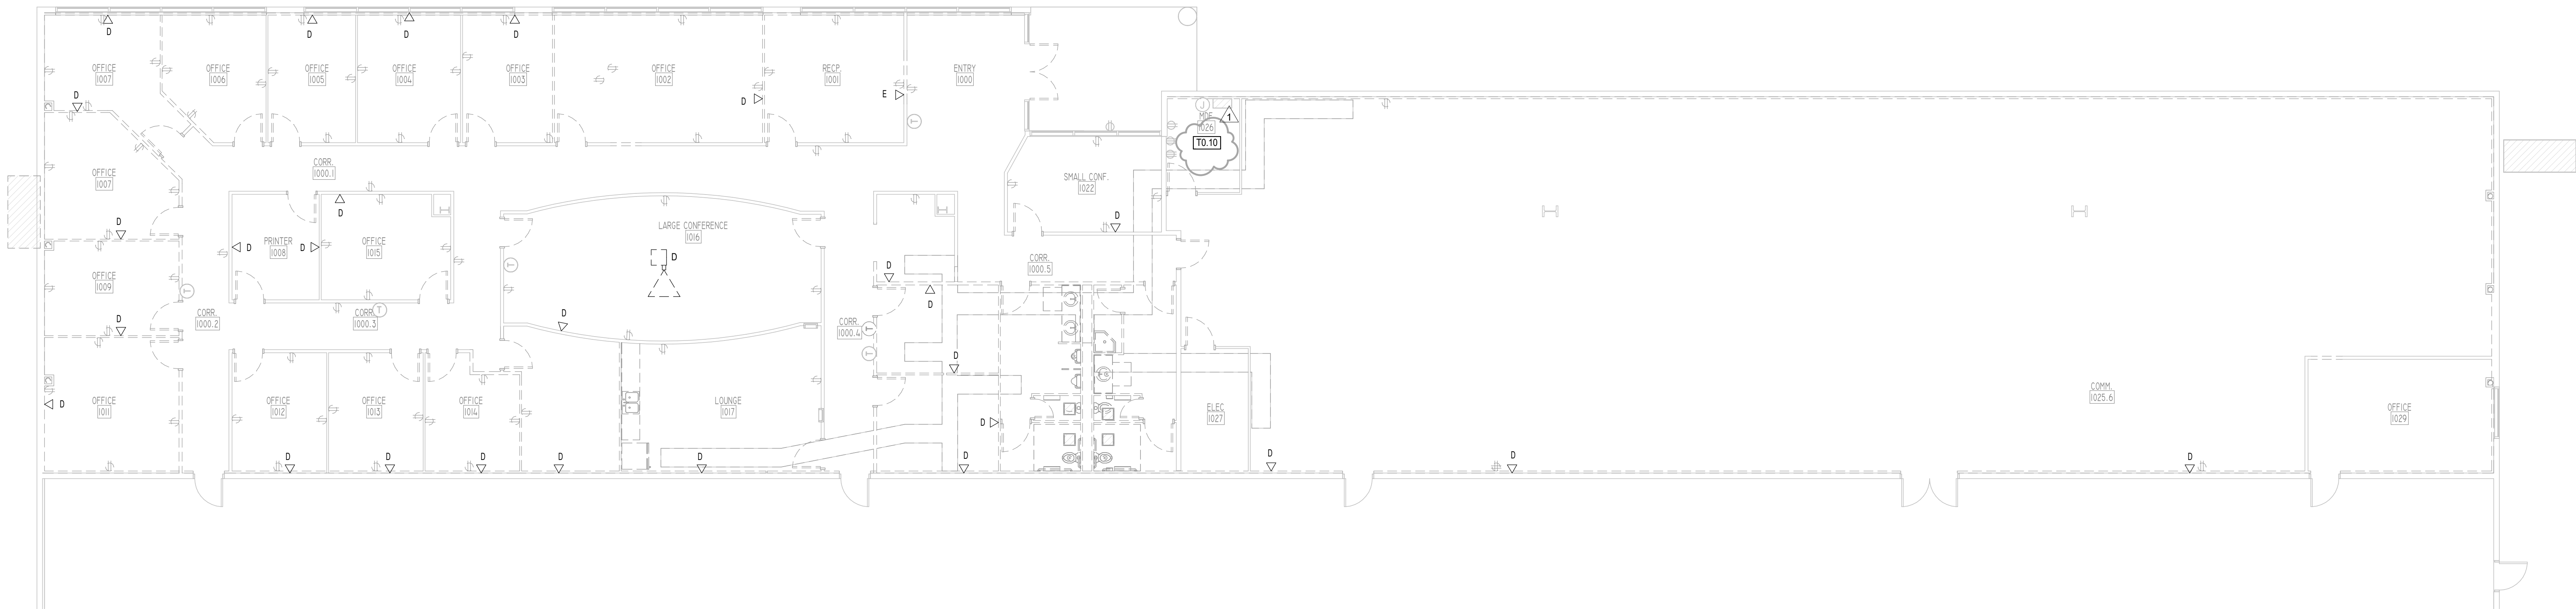 D
D
D
D
OFFICE
1007
OFFICE
1006
OFFICE
1005
OFFICE
1004
OFFICE
1003
OFFICE
1002
RECP.
1001
ENTRY
1000
D
D
E
J
MDF
1026
1
T0.10
T
CORR.
1000.1
OFFICE
1007
SMALL CONF.
1022
D
D
D
LARGE CONFERENCE
1016
PRINTER
1008
D
D
OFFICE
1015
D
CORR.
1000.5
T
D
OFFICE
1009
T
D
D
CORR.
1000.2
CORR.
1000.3
T
D
CORR.
1000.4
T
T
D
D
OFFICE
1011
D
OFFICE
1012
OFFICE
1013
OFFICE
1014
LOUNGE
1017
D
ELEC.
1027
COMM.
1025.6
OFFICE
1029
D
D
D
D
D
D
D
D
D